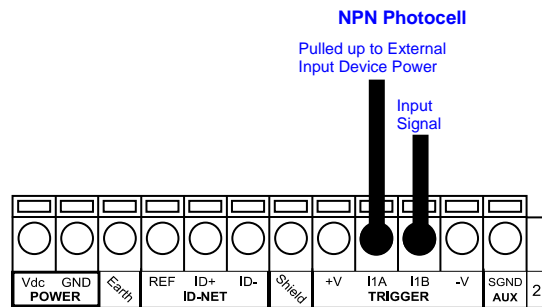 NPN Photocell
Pulled up to External
Input Device Power
Input
Signal
Vdc GND Earth REF ID+ ID- Shield +V I1A I1B -V SGND 2
POWER ID-NET TRIGGER AUX